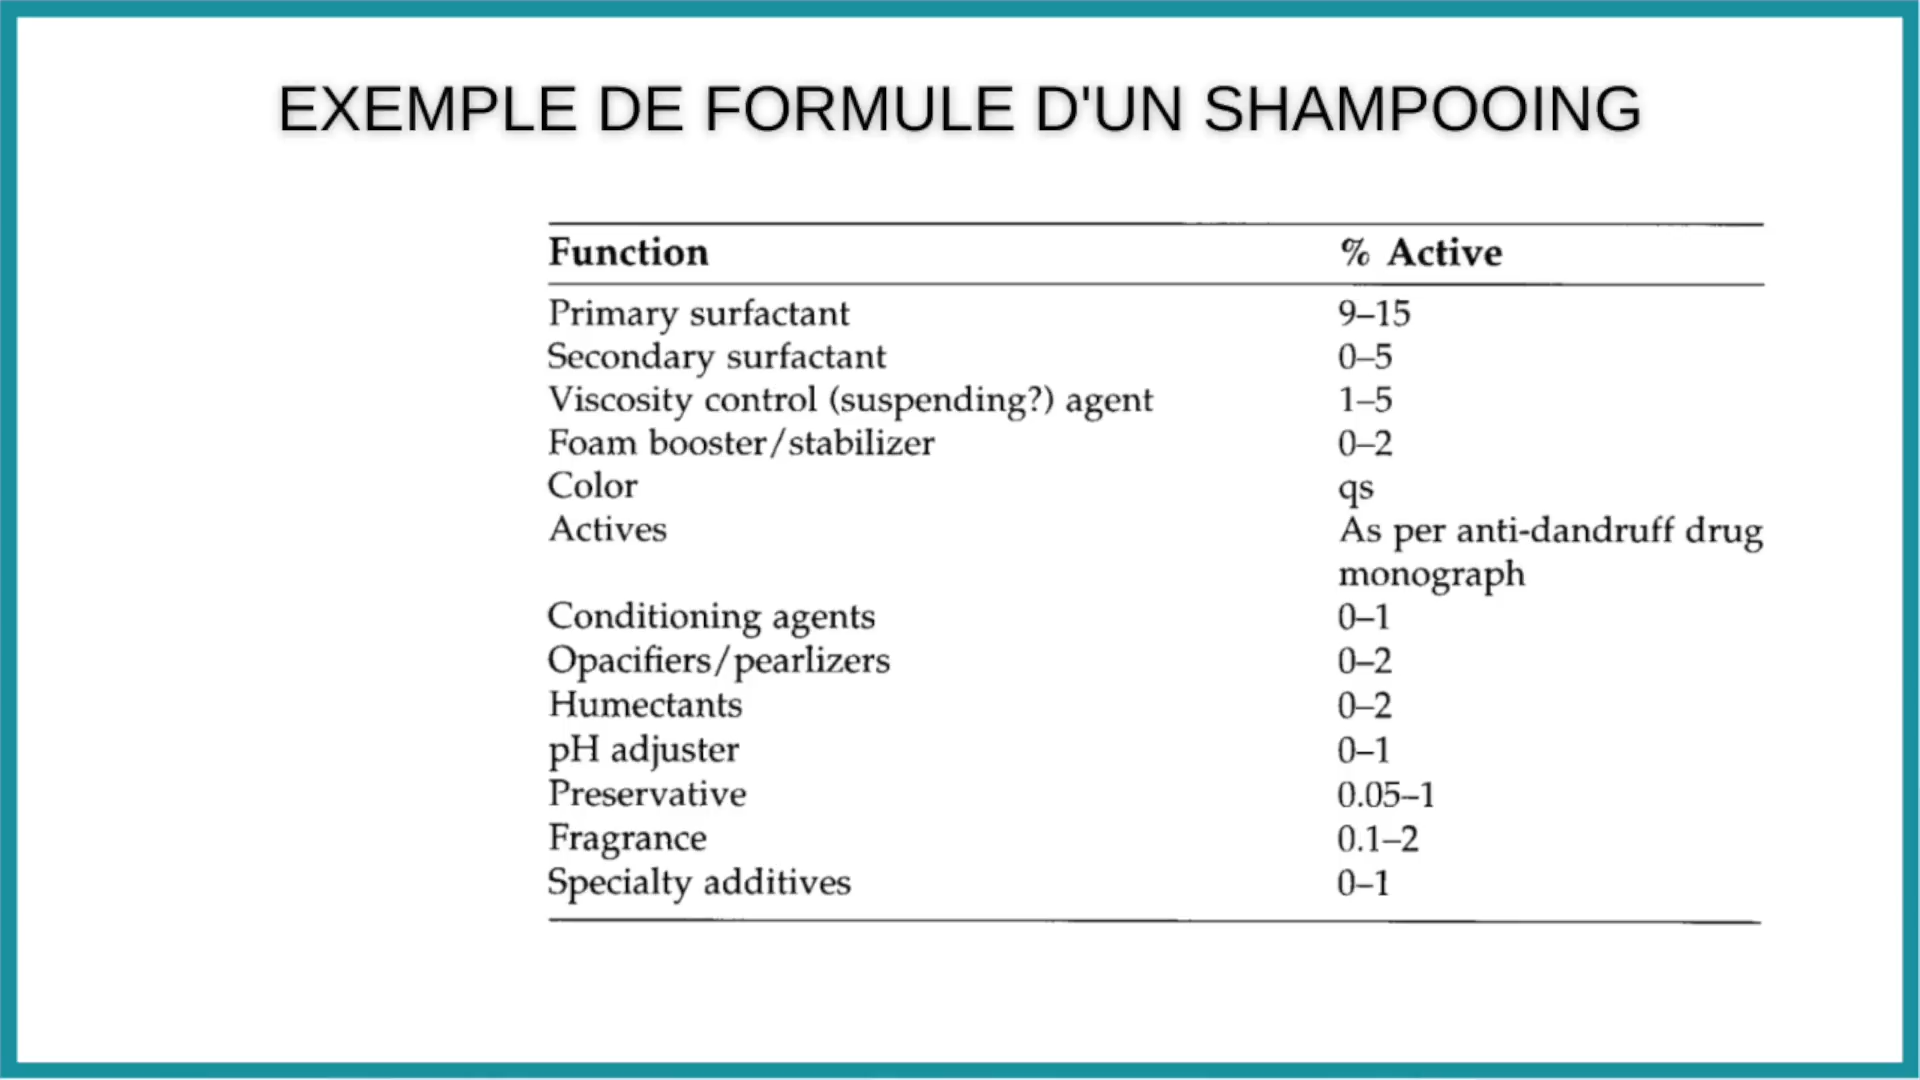 EXEMPLE DE FORMULE D'UN SHAMPOOING
Function % Active
Primary surfactant 9–15
Secondary surfactant 0–5
Viscosity control (suspending?) agent 1–5
Foam booster/stabilizer 0–2
Color qs
Actives As per anti-dandruff drug
monograph
Conditioning agents 0–1
Opacifiers/pearlizers 0–2
Humectants 0–2
pH adjuster 0–1
Preservative 0.05–1
Fragrance 0.1–2
Specialty additives 0–1